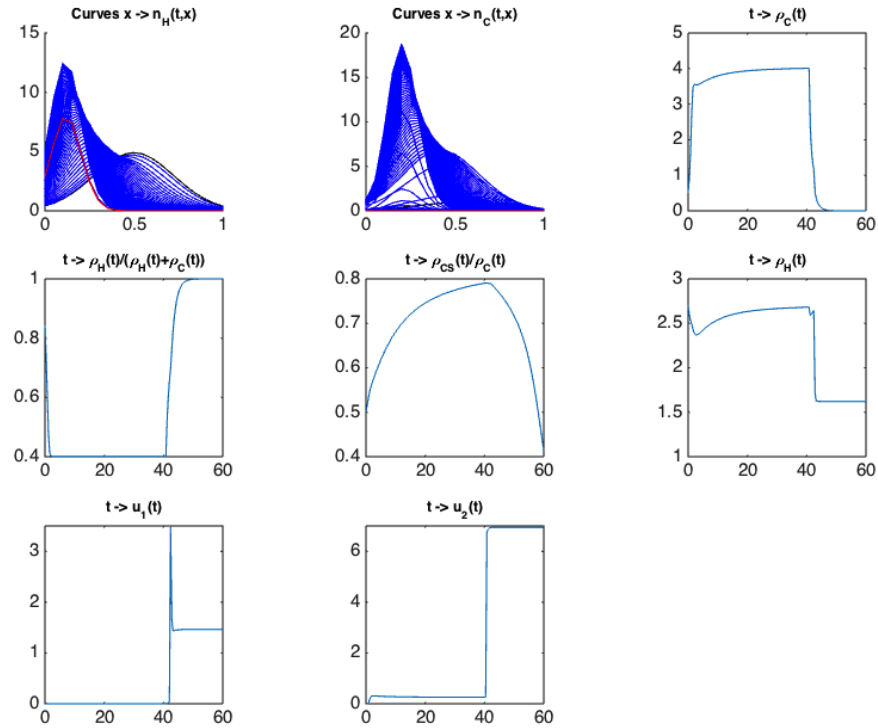 Curves x -> n_H(t,x)
15
10
5
0
0 0.5 1
Curves x -> n_C(t,x)
20
15
10
5
0
0 0.5 1
t -> ρ_C(t)
5
4
3
2
1
0
0 20 40 60
t -> ρ_H(t)/(ρ_H(t)+ρ_C(t))
1
0.8
0.6
0.4
0 20 40 60
t -> ρ_CS(t)/ρ_C(t)
0.8
0.7
0.6
0.5
0.4
0 20 40 60
t -> ρ_H(t)
3
2.5
2
1.5
1
0 20 40 60
t -> u_1(t)
3
2
1
0
0 20 40 60
t -> u_2(t)
6
4
2
0
0 20 40 60